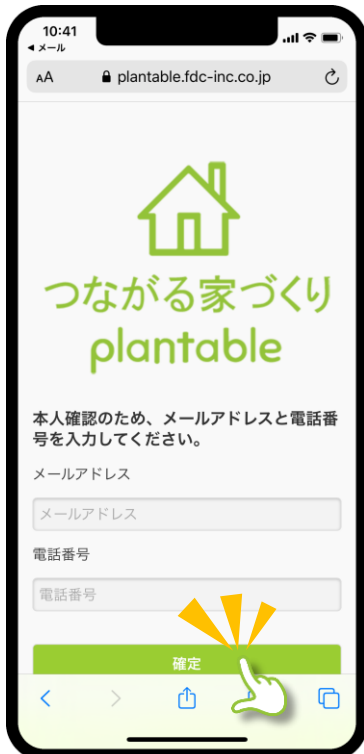 10:41
◀ メール
AA plantable.fdc-inc.co.jp
つながる家づくり
plantable
本人確認のため、メールアドレスと電話番
号を入力してください。
メールアドレス
メールアドレス
電話番号
電話番号
確定